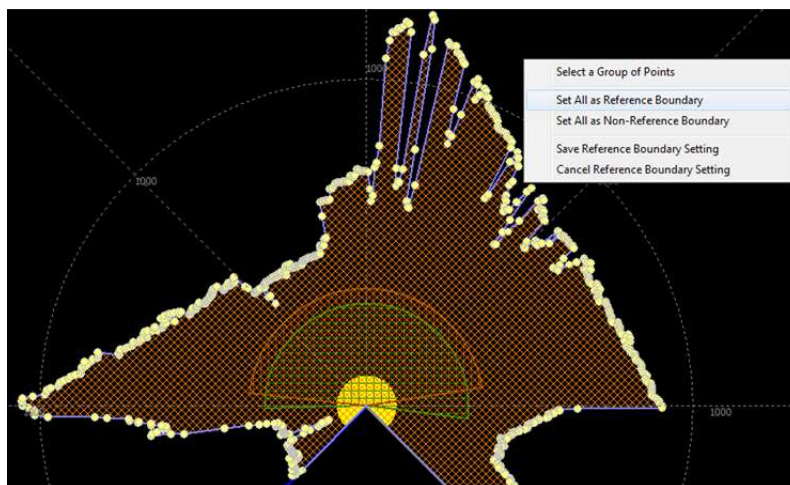 1000
Select a Group of Points
Set All as Reference Boundary
Set All as Non-Reference Boundary
Save Reference Boundary Setting
Cancel Reference Boundary Setting
1000
1000